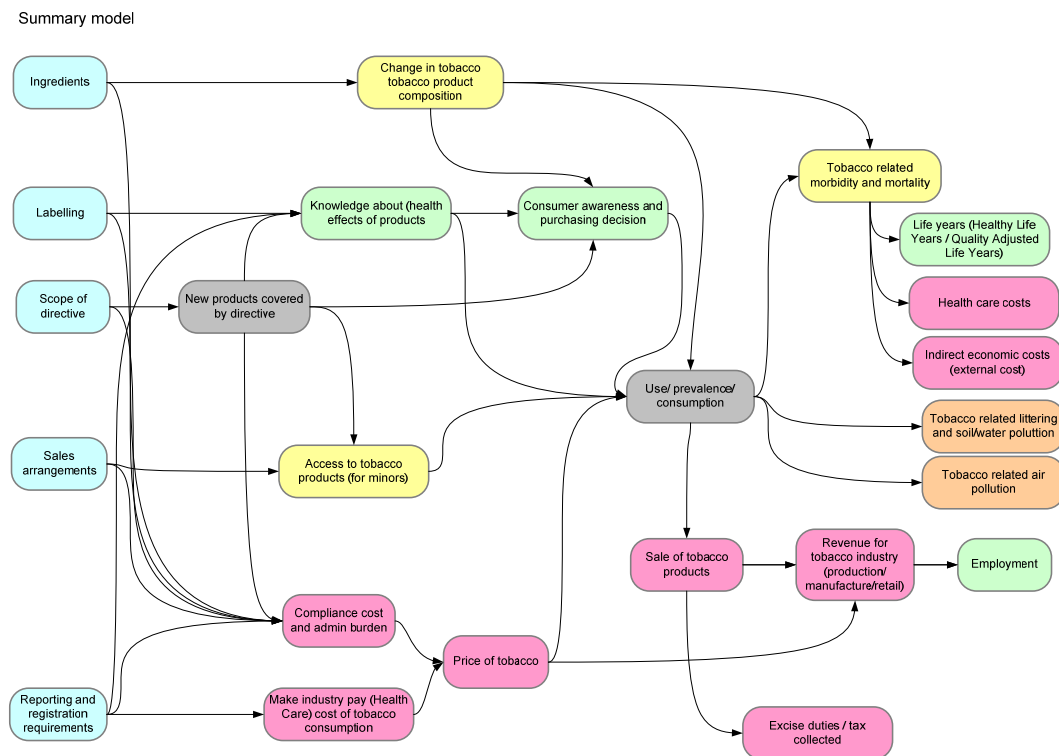 Summary model
Ingredients
Change in tobacco
tobacco product
composition
Tobacco related
morbidity and mortality
Labelling
Knowledge about (health
effects of products
Consumer awareness and
purchasing decision
Life years (Healthy Life
Years / Quality Adjusted
Life Years)
Scope of
directive
New products covered
by directive
Health care costs
Indirect economic costs
(external cost)
Use/ prevalence/
consumption
Tobacco related littering
and soil/water poluttion
Sales
arrangements
Access to tobacco
products (for minors)
Tobacco related air
pollution
Sale of tobacco
products
Revenue for
tobacco industry
(production/
manufacture/retail)
Employment
Compliance cost
and admin burden
Price of tobacco
Reporting and
registration
requirements
Make industry pay (Health
Care) cost of tobacco
consumption
Excise duties / tax
collected